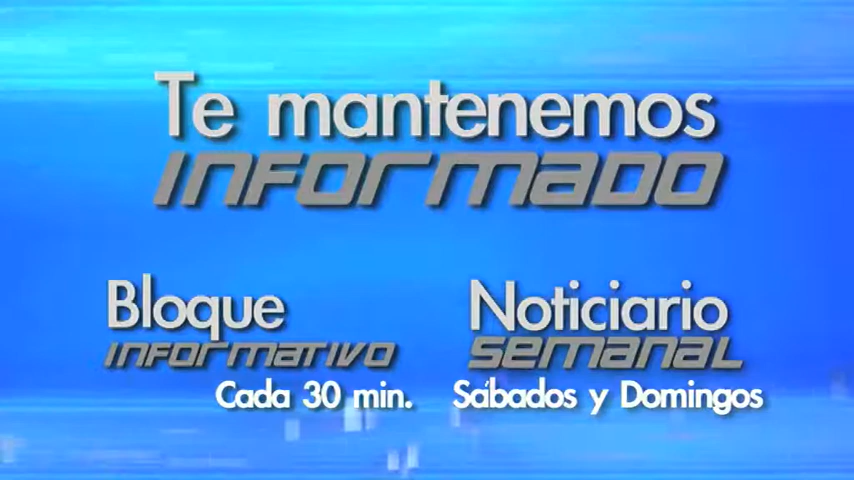 Te mantenemos
INFORMADO
Bloque
INFORMATIVO
Cada 30 min.
Noticiario
SEMANAL
Sábados y Domingos